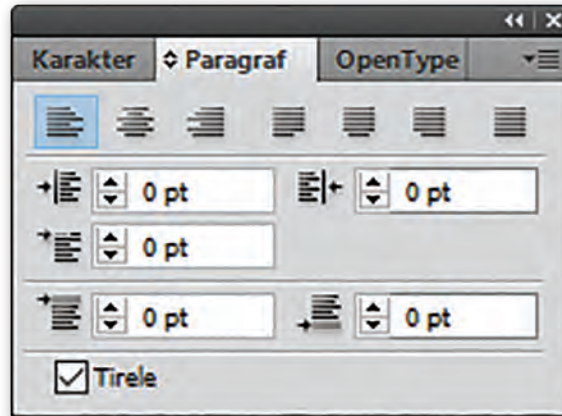 Karakter Paragraf OpenType
0 pt 0 pt
0 pt
0 pt 0 pt
Tirele